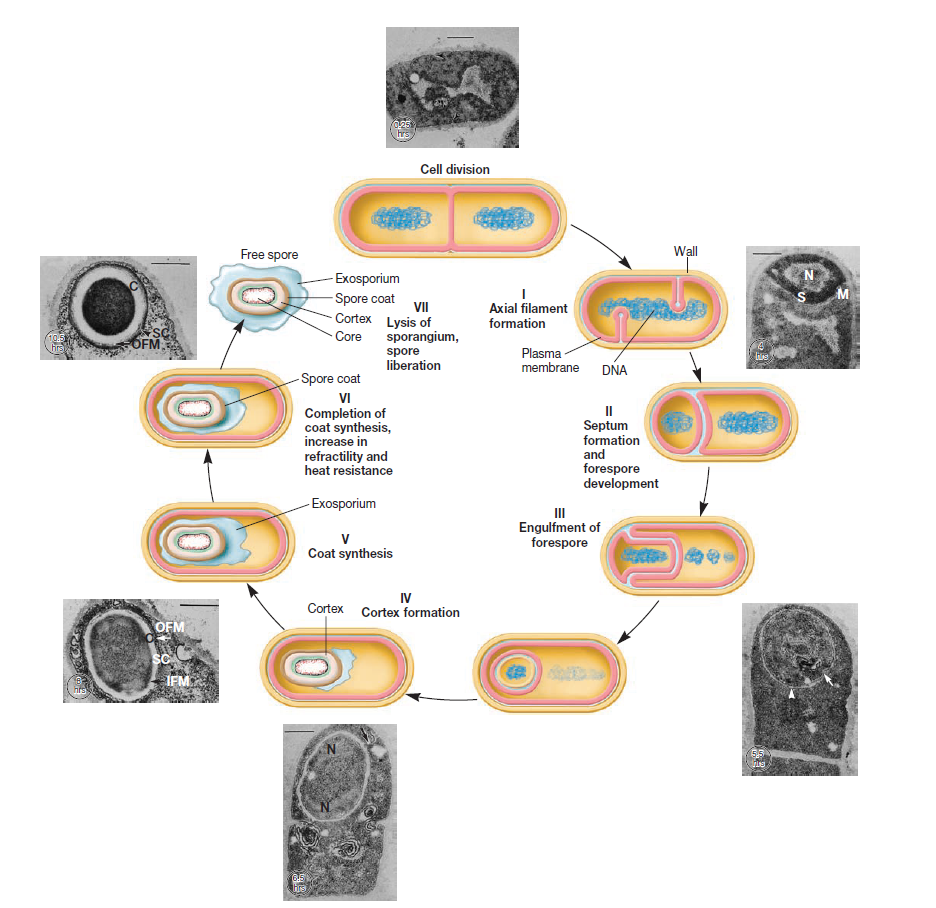 0.25
hrs
Cell division
Free spore
Exosporium
Spore coat
Cortex
Core
VII
Lysis of
sporangium,
spore
liberation
I
Axial filament
formation
Wall
Plasma
membrane
DNA
N
S
M
4
hrs
C
SC
OFM
10.5
hrs
Spore coat
VI
Completion of
coat synthesis,
increase in
refractility and
heat resistance
II
Septum
formation
and
forespore
development
Exosporium
V
Coat synthesis
III
Engulfment of
forespore
Cortex
IV
Cortex formation
OFM
C
SC
IFM
hrs
5.5
hrs
N
N
6.5
hrs